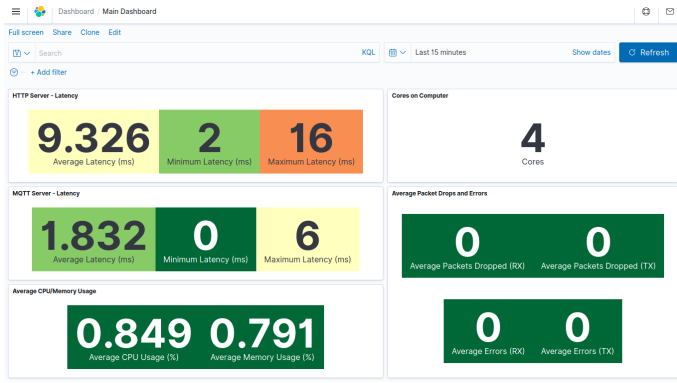 Dashboard / Main Dashboard
Full screen Share Clone Edit
Search KQL Last 15 minutes Show dates Refresh
+ Add filter
HTTP Server - Latency
9.326 2 16
Average Latency (ms) Minimum Latency (ms) Maximum Latency (ms)
Cores on Computer
4
Cores
MQTT Server - Latency
1.832 0 6
Average Latency (ms) Minimum Latency (ms) Maximum Latency (ms)
Average Packet Drops and Errors
0 0
Average Packets Dropped (RX) Average Packets Dropped (TX)
0 0
Average Errors (RX) Average Errors (TX)
Average CPU/Memory Usage
0.849 0.791
Average CPU Usage (%) Average Memory Usage (%)